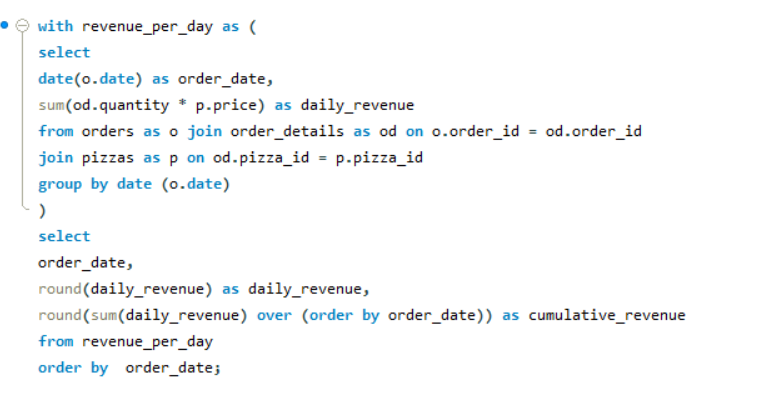 with revenue_per_day as (
select
date(o.date) as order_date,
sum(od.quantity * p.price) as daily_revenue
from orders as o join order_details as od on o.order_id = od.order_id
join pizzas as p on od.pizza_id = p.pizza_id
group by date (o.date)
)
select
order_date,
round(daily_revenue) as daily_revenue,
round(sum(daily_revenue) over (order by order_date)) as cumulative_revenue
from revenue_per_day
order by  order_date;